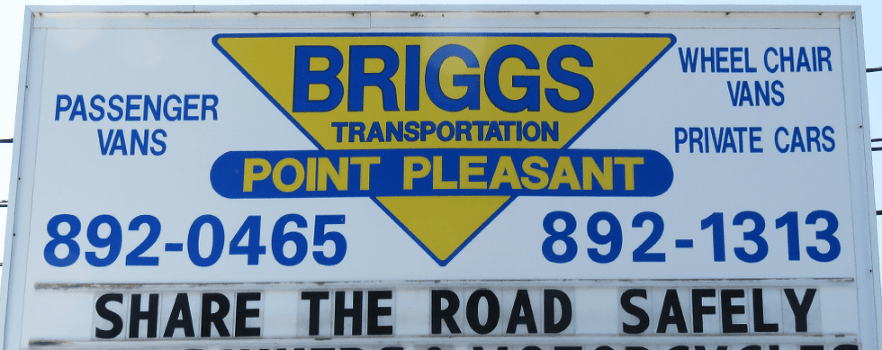 BRIGGS
TRANSPORTATION
POINT PLEASANT
PASSENGER
VANS
WHEEL CHAIR
VANS
PRIVATE CARS
892-0465
892-1313
SHARE THE ROAD SAFELY